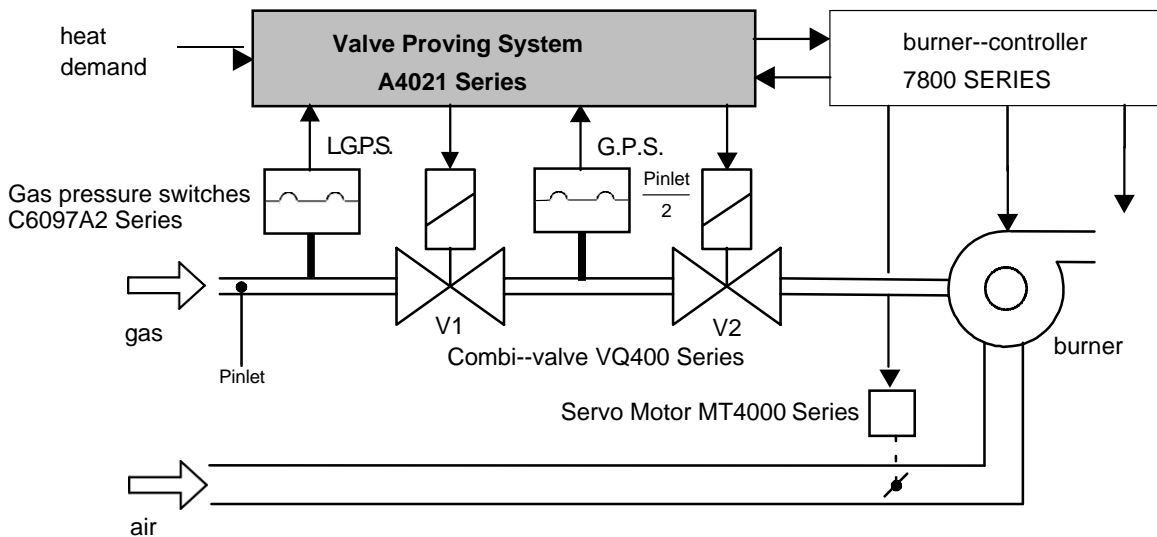 heat
demand
Valve Proving System
A4021 Series
burner--controller
7800 SERIES
L.G.P.S.
G.P.S.
Gas pressure switches
C6097A2 Series
Pinlet
2
V1
V2
gas
Combi--valve VQ400 Series
burner
Pinlet
Servo Motor MT4000 Series
air